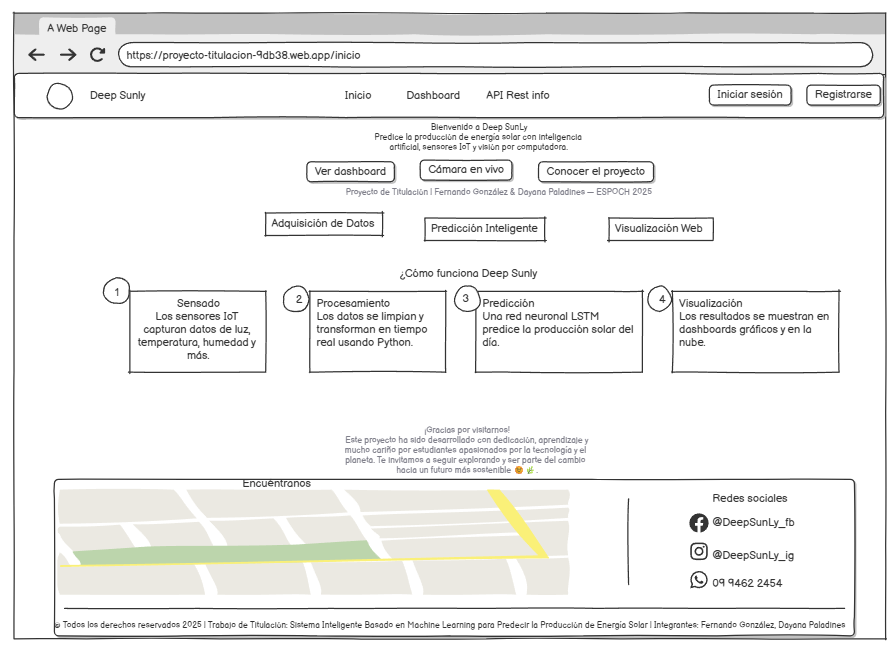 A Web Page
https://proyecto-titulacion-9db38.web.app/inicio
Deep Sunly
Inicio
Dashboard
API Rest info
Iniciar sesión
Registrarse
Bienvenido a Deep SunLy
Predice la producción de energía solar con inteligencia
artificial, sensores IoT y visión por computadora.
Ver dashboard
Cámara en vivo
Conocer el proyecto
Proyecto de Titulación | Fernando González & Dayana Paladines — ESPOCH 2025
Adquisición de Datos
Predicción Inteligente
Visualización Web
¿Cómo funciona Deep Sunly
1
Sensado
Los sensores IoT
capturan datos de luz,
temperatura, humedad y
más.
2
Procesamiento
Los datos se limpian y
transforman en tiempo
real usando Python.
3
Predicción
Una red neuronal LSTM
predice la producción solar del
día.
4
Visualización
Los resultados se muestran en
dashboards gráficos y en la
nube.
¡Gracias por visitarnos!
Este proyecto ha sido desarrollado con dedicación, aprendizaje y
mucho cariño por estudiantes apasionados por la tecnología y el
planeta. Te invitamos a seguir explorando y ser parte del cambio
hacia un futuro más sostenible 🌞 🌿.
Encuéntranos
Redes sociales
@DeepSunLy_fb
@DeepSunLy_ig
09 9462 2454
© Todos los derechos reservados 2025 | Trabajo de Titulación: Sistema Inteligente Basado en Machine Learning para Predecir la Producción de Energía Solar | Integrantes: Fernando González, Dayana Paladines